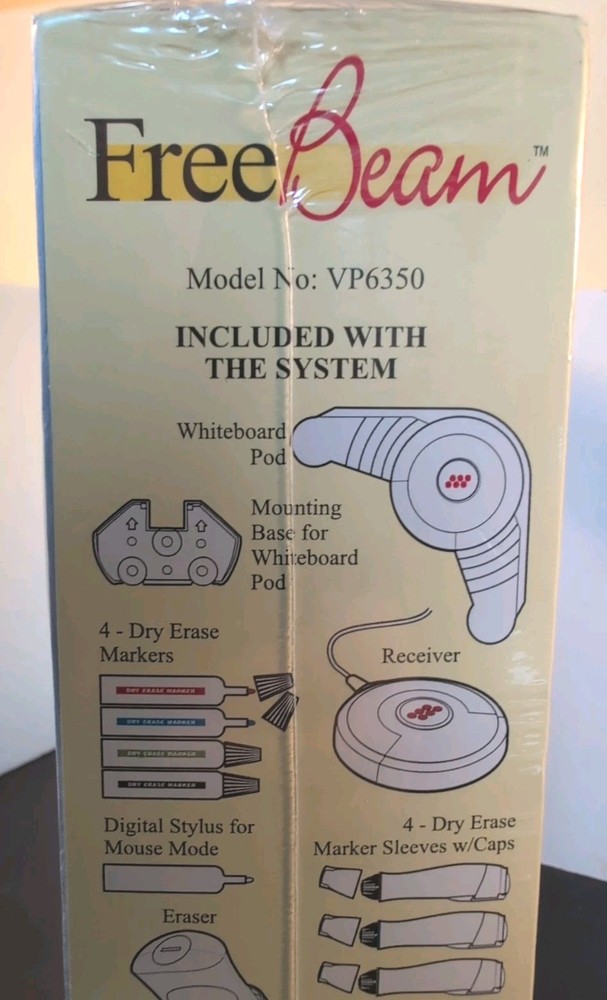 FreeBeam™
Model No: VP6350
INCLUDED WITH
THE SYSTEM
Whiteboard
Pod
Mounting
Base for
Whiteboard
Pod
4 - Dry Erase
Markers
DRY ERASE MARKER
DRY ERASE MARKER
DRY ERASE MARKER
DRY ERASE MARKER
Receiver
Digital Stylus for
Mouse Mode
4 - Dry Erase
Marker Sleeves w/Caps
Eraser